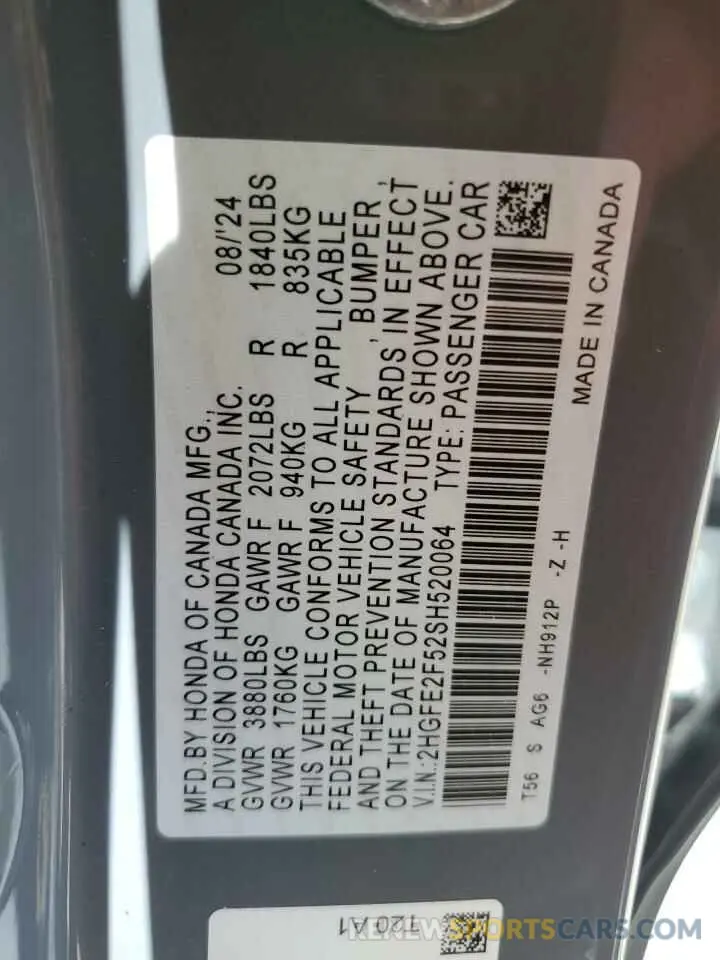 MFD.BY HONDA OF CANADA MFG., 08/'24
A DIVISION OF HONDA CANADA INC.
GVWR 3880LBS GAWR F 2072LBS R 1840LBS
GVWR 1760KG GAWR F 940KG R 835KG
THIS VEHICLE CONFORMS TO ALL APPLICABLE
FEDERAL MOTOR VEHICLE SAFETY , BUMPER ,
AND THEFT PREVENTION STANDARDS IN EFFECT
ON THE DATE OF MANUFACTURE SHOWN ABOVE.
V.I.N.:2HGFE2F52SH520064 TYPE: PASSENGER CAR
T56 S AG6 -NH912P -Z -H
MADE IN CANADA
T20 A1
RENEWSPORTSCARS.COM